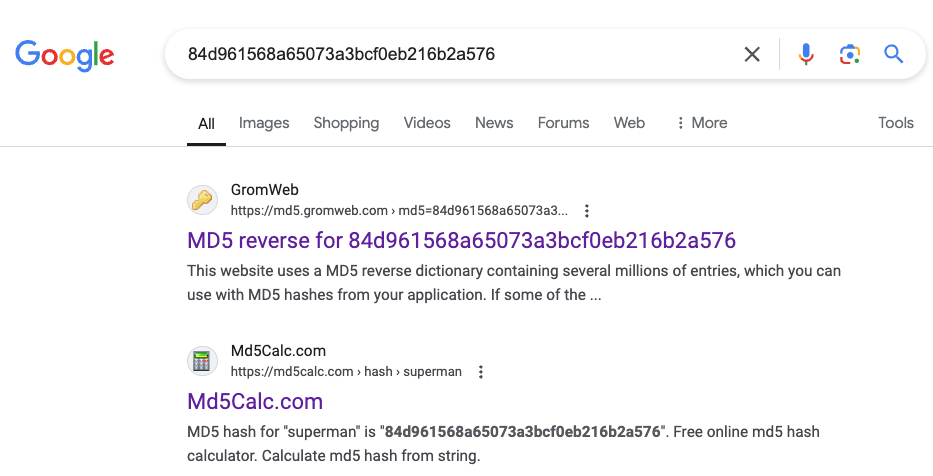 Google
84d961568a65073a3bcf0eb216b2a576
All Images Shopping Videos News Forums Web More Tools
GromWeb
https://md5.gromweb.com › md5=84d961568a65073a3...
MD5 reverse for 84d961568a65073a3bcf0eb216b2a576
This website uses a MD5 reverse dictionary containing several millions of entries, which you can
use with MD5 hashes from your application. If some of the ...
Md5Calc.com
https://md5calc.com › hash › superman
Md5Calc.com
MD5 hash for "superman" is "84d961568a65073a3bcf0eb216b2a576". Free online md5 hash
calculator. Calculate md5 hash from string.